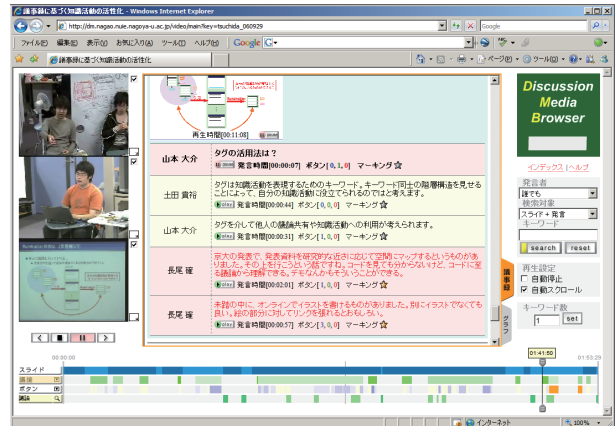 議事録に基づく知識活動の活性化 - Windows Internet Explorer
http://dm.nagao.nuie.nagoya-u.ac.jp/video/main?key=tsuchida_060929
Google
ファイル(F) 編集(E) 表示(V) お気に入り(A) ツール(T) ヘルプ(H) Google G
議事録に基づく知識活動の活性化
ページ(P) ツール(O)
再生時間[00:11:08]
山本 大介
タグの活用法は?
発言時間[00:00:07] ボタン[0,1,0] マーキング
土田 貴裕
タグは知識活動を表現するためのキーワード。キーワード同士の階層構造を見せる
ことによって、自分の知識活動に役立てられるのではと考えます。
play 発言時間[00:00:44] ボタン[0,0,0] マーキング
山本 大介
タグを介して他人の議論共有や知識活動への利用が考えられます。
play 発言時間[00:00:31] ボタン[1,0,0] マーキング
長尾 確
京大の発表で、発表資料を研究的な近さに応じて空間にマップするというものがあ
りました。その上を行こうという話ですね。コードを見ても分からないけど、コードに至
る議論から理解できる。デモなんかもそういうことができる。
play 発言時間[00:02:01] ボタン[1,0,0] マーキング
長尾 確
未踏の中に、オンラインでイラストを書けるものがありました。別にイラストでなくても
良い。絵の部分に対してリンクを張れるとおもしろい。
play 発言時間[00:00:57] ボタン[3,0,0] マーキング
Discussion
Media
Browser
インデックス | ヘルプ
発言者
誰でも
検索対象
スライド + 発言
キーワード
search reset
再生設定
自動停止
自動スクロール
キーワード数
1 set
議事録
グラフ
00:00:00
01:41:50
01:53:29
スライド
議論
ボタン
議論
インターネット
100%